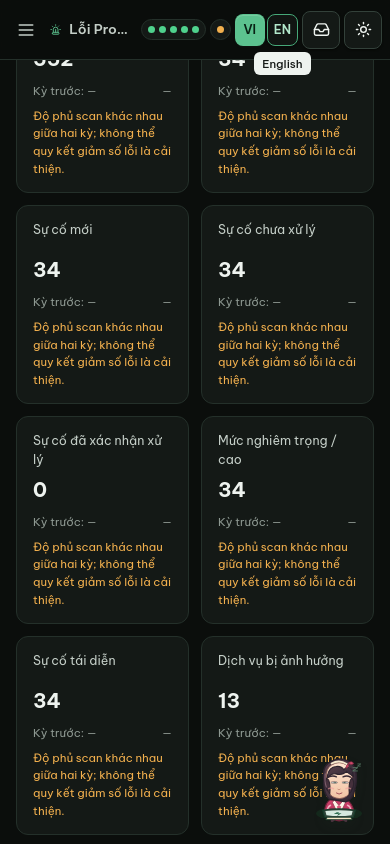 Lỗi Pro...
VI
EN
English
552
34
Kỳ trước: —
—
Kỳ trước: —
—
Độ phủ scan khác nhau
giữa hai kỳ; không thể
quy kết giảm số lỗi là cải
thiện.
Độ phủ scan khác nhau
giữa hai kỳ; không thể
quy kết giảm số lỗi là cải
thiện.
Sự cố mới
34
Kỳ trước: —
—
Độ phủ scan khác nhau
giữa hai kỳ; không thể
quy kết giảm số lỗi là cải
thiện.
Sự cố chưa xử lý
34
Kỳ trước: —
—
Độ phủ scan khác nhau
giữa hai kỳ; không thể
quy kết giảm số lỗi là cải
thiện.
Sự cố đã xác nhận xử
lý
0
Kỳ trước: —
—
Độ phủ scan khác nhau
giữa hai kỳ; không thể
quy kết giảm số lỗi là cải
thiện.
Mức nghiêm trọng /
cao
34
Kỳ trước: —
—
Độ phủ scan khác nhau
giữa hai kỳ; không thể
quy kết giảm số lỗi là cải
thiện.
Sự cố tái diễn
34
Kỳ trước: —
—
Độ phủ scan khác nhau
giữa hai kỳ; không thể
quy kết giảm số lỗi là cải
thiện.
Dịch vụ bị ảnh hưởng
13
Kỳ trước: —
—
Độ phủ scan khác nhau
giữa hai kỳ; không
quy kết giảm số lỗi
thiện.